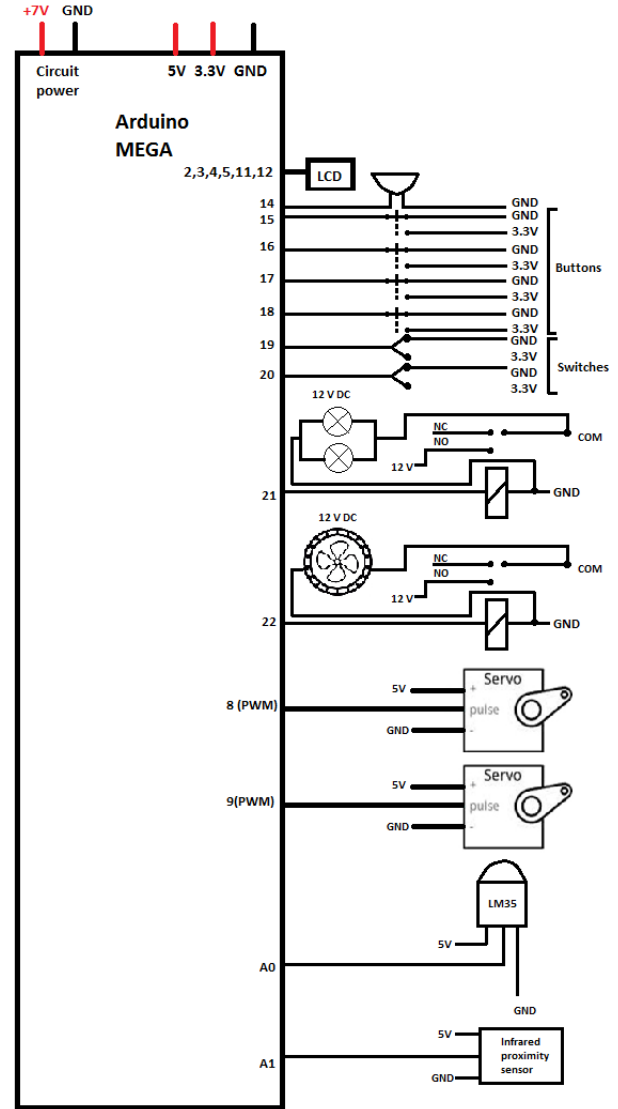 +7V GND
Circuit power
5V 3.3V GND
Arduino
MEGA
2,3,4,5,11,12
LCD
14
GND
15
GND
3.3V
16
GND
3.3V
Buttons
17
GND
3.3V
18
GND
3.3V
19
GND
3.3V
Switches
20
GND
3.3V
12 V DC
NC
COM
NO
12 V
21
GND
12 V DC
NC
COM
NO
12 V
22
GND
Servo
5V
+
8 (PWM)
pulse
GND
-
Servo
5V
+
9(PWM)
pulse
GND
-
LM35
5V
A0
GND
5V
Infrared
proximity
sensor
A1
GND